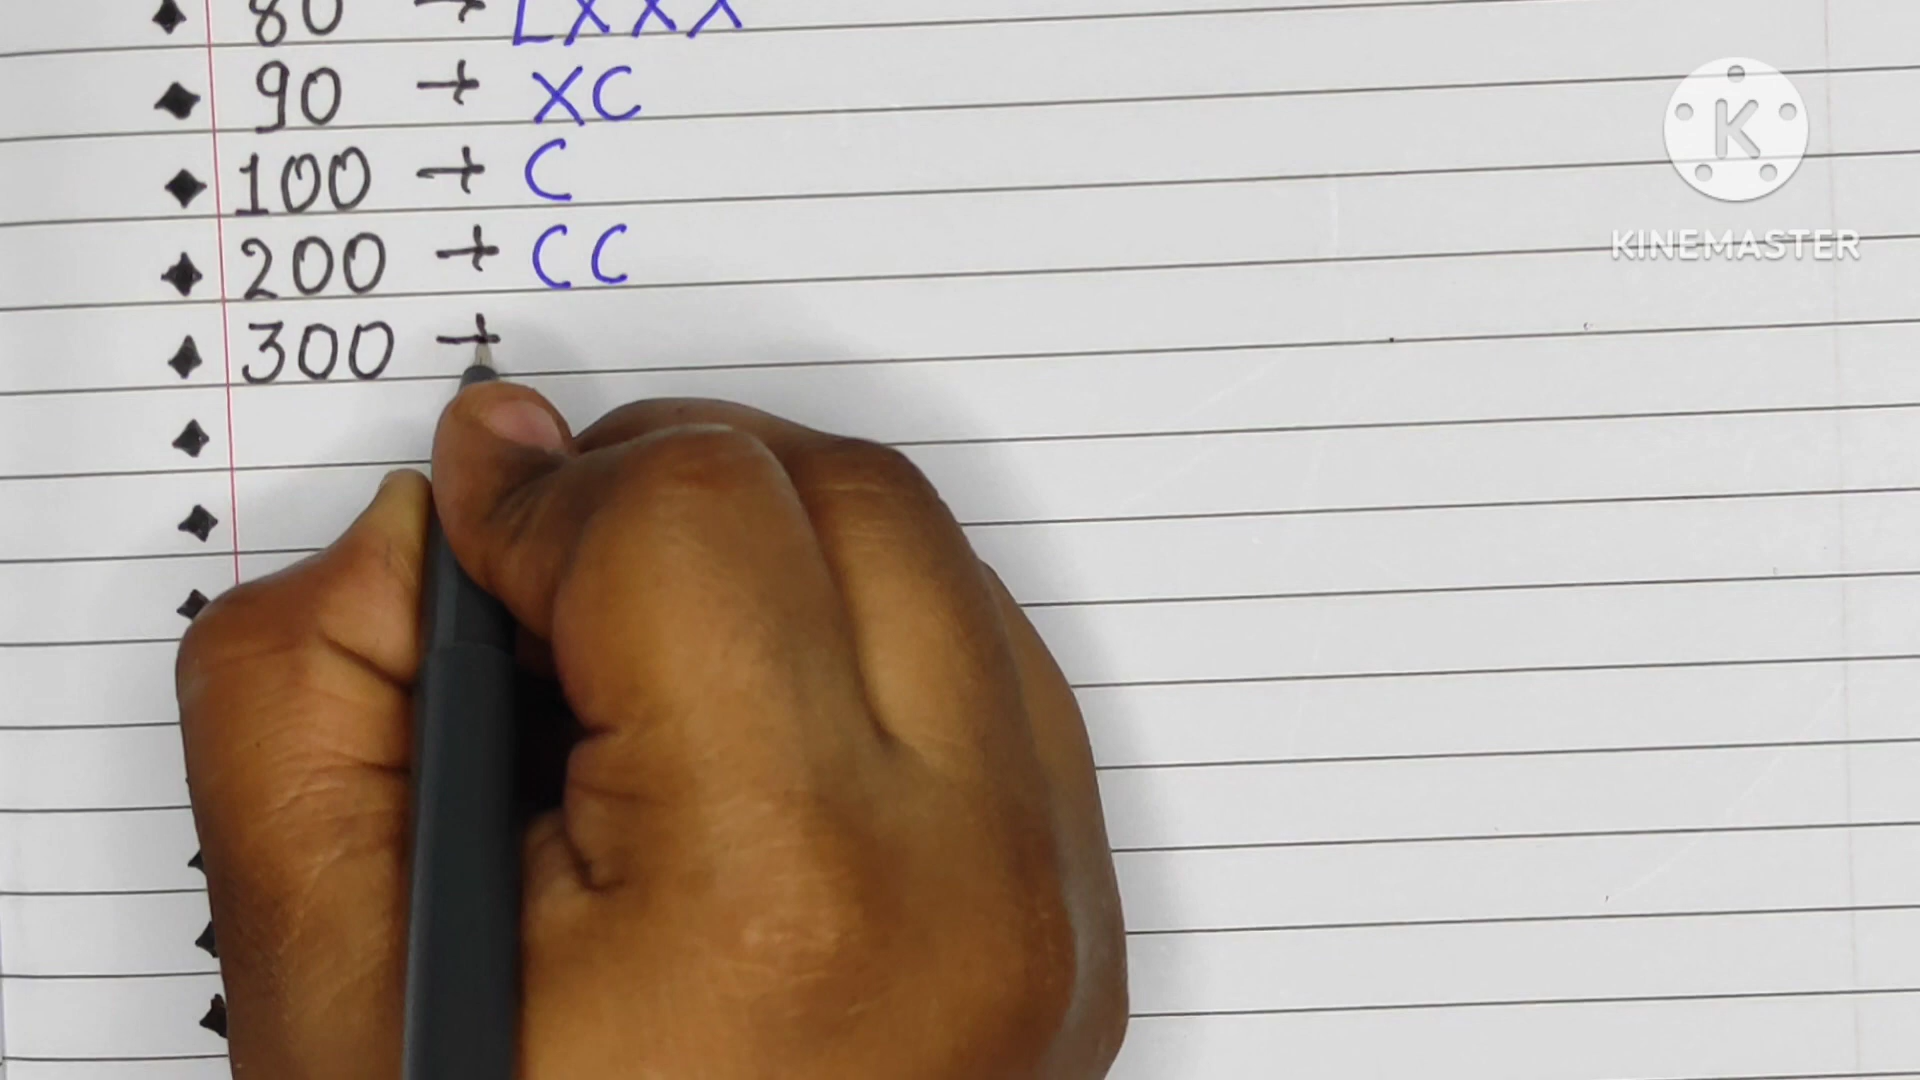 80 → LXXX
90 → XC
100 → C
200 → CC
300 →
K
KINEMASTER